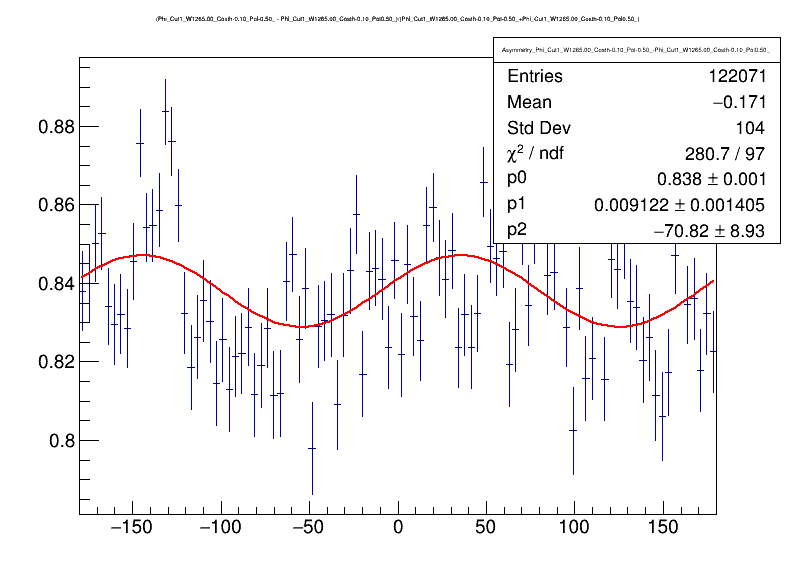 (Phi_Cut1_W1265.00_Costh-0.10_Pol-0.50_ - Phi_Cut1_W1265.00_Costh-0.10_Pol0.50_)/(Phi_Cut1_W1265.00_Costh-0.10_Pol-0.50_+Phi_Cut1_W1265.00_Costh-0.10_Pol0.50_)
Asymmetry_Phi_Cut1_W1265.00_Costh-0.10_Pol-0.50_-Phi_Cut1_W1265.00_Costh-0.10_Pol0.50_
Entries 122071
Mean −0.171
Std Dev 104
χ² / ndf 280.7 / 97
p0 0.838 ± 0.001
p1 0.009122 ± 0.001405
p2 −70.82 ± 8.93
0.88
0.86
0.84
0.82
0.8
−150 −100 −50 0 50 100 150